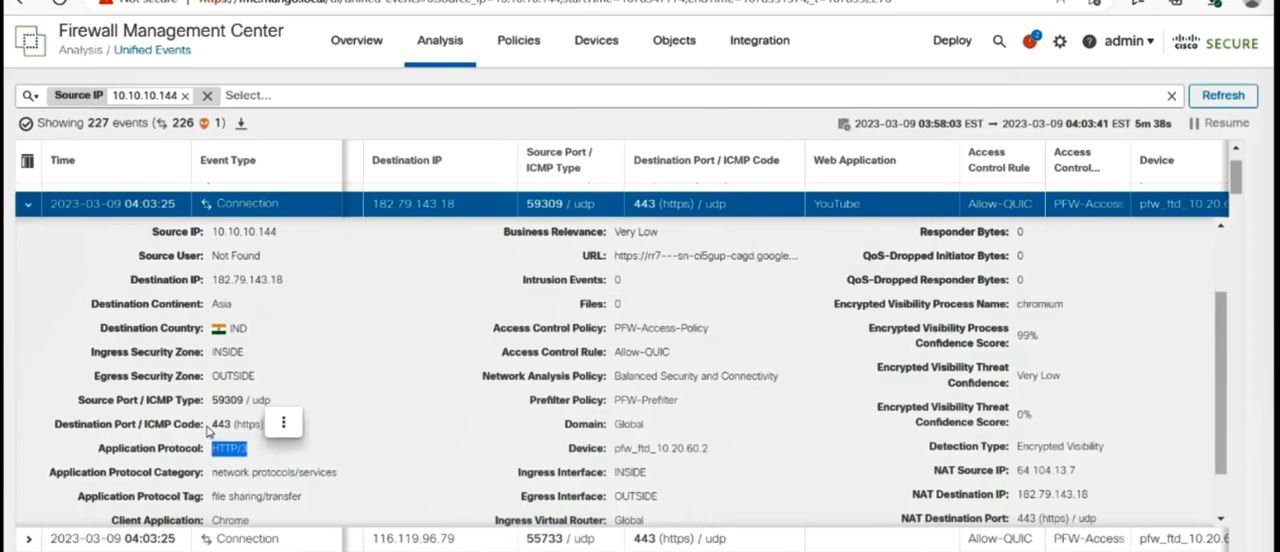 Firewall Management Center
Analysis / Unified Events
Overview
Analysis
Policies
Devices
Objects
Integration
Deploy
2
admin
cisco SECURE
Source IP 10.10.10.144 × × Select...
Refresh
Showing 227 events (226 1)
2023-03-09 03:58:03 EST → 2023-03-09 04:03:41 EST 5m 38s
Resume
Time
Event Type
Destination IP
Source Port / ICMP Type
Destination Port / ICMP Code
Web Application
Access Control Rule
Access Control...
Device
2023-03-09 04:03:25 Connection 182.79.143.18 59309 / udp 443 (https) / udp YouTube Allow-QUIC PFW-Access pfw_ftd_10.20.6
Source IP: 10.10.10.144
Source User: Not Found
Destination IP: 182.79.143.18
Destination Continent: Asia
Destination Country: IND
Ingress Security Zone: INSIDE
Egress Security Zone: OUTSIDE
Source Port / ICMP Type: 59309 / udp
Destination Port / ICMP Code: 443 (https)
Application Protocol: HTTP/3
Application Protocol Category: network protocols/services
Application Protocol Tag: file sharing/transfer
Client Application: Chrome
Business Relevance: Very Low
URL: https://rr7---sn-ci5gup-cagd.google...
Intrusion Events: 0
Files: 0
Access Control Policy: PFW-Access-Policy
Access Control Rule: Allow-QUIC
Network Analysis Policy: Balanced Security and Connectivity
Prefilter Policy: PFW-Prefilter
Domain: Global
Device: pfw_ftd_10.20.60.2
Ingress Interface: INSIDE
Egress Interface: OUTSIDE
Ingress Virtual Router: Global
Responder Bytes: 0
QoS-Dropped Initiator Bytes: 0
QoS-Dropped Responder Bytes: 0
Encrypted Visibility Process Name: chromium
Encrypted Visibility Process Confidence Score: 99%
Encrypted Visibility Threat Confidence: Very Low
Encrypted Visibility Threat Confidence Score: 0%
Detection Type: Encrypted Visibility
NAT Source IP: 64.104.13.7
NAT Destination IP: 182.79.143.18
NAT Destination Port: 443 (https) / udp
2023-03-09 04:03:25 Connection 116.119.96.79 55733 / udp 443 (https) / udp Allow-QUIC PFW-Access pfw_ftd_10.20.6